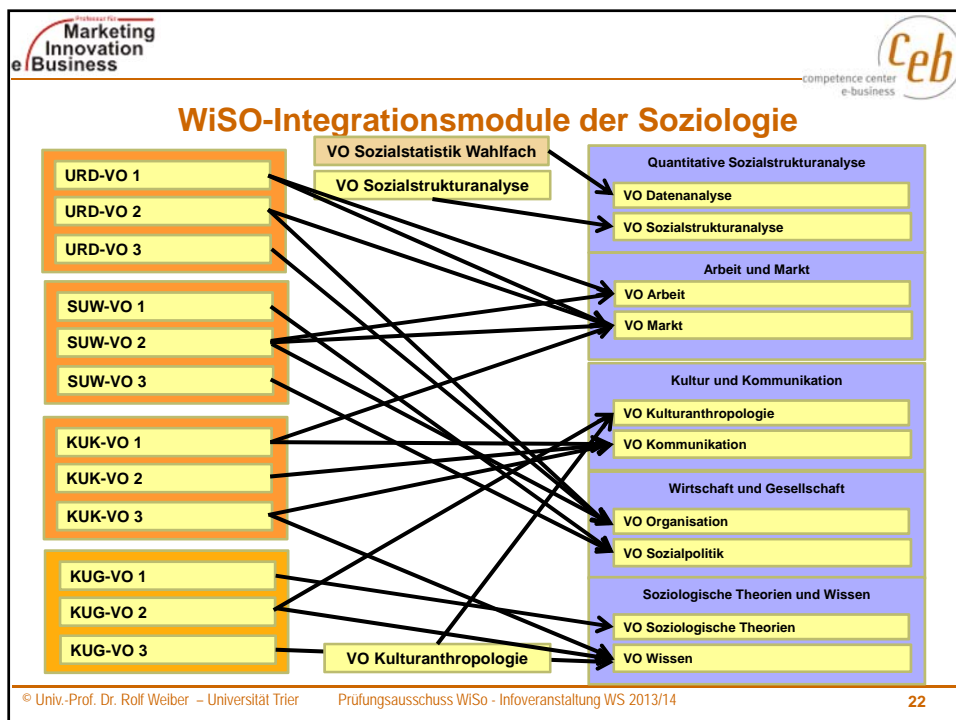 Professur für
Marketing
Innovation
e Business
Ceb
competence center
e-business
WiSO-Integrationsmodule der Soziologie
URD-VO 1
URD-VO 2
URD-VO 3
SUW-VO 1
SUW-VO 2
SUW-VO 3
KUK-VO 1
KUK-VO 2
KUK-VO 3
KUG-VO 1
KUG-VO 2
KUG-VO 3
VO Sozialstatistik Wahlfach
VO Sozialstrukturanalyse
VO Kulturanthropologie
Quantitative Sozialstrukturanalyse
VO Datenanalyse
VO Sozialstrukturanalyse
Arbeit und Markt
VO Arbeit
VO Markt
Kultur und Kommunikation
VO Kulturanthropologie
VO Kommunikation
Wirtschaft und Gesellschaft
VO Organisation
VO Sozialpolitik
Soziologische Theorien und Wissen
VO Soziologische Theorien
VO Wissen
© Univ.-Prof. Dr. Rolf Weiber – Universität Trier Prüfungsausschuss WiSo - Infoveranstaltung WS 2013/14 22